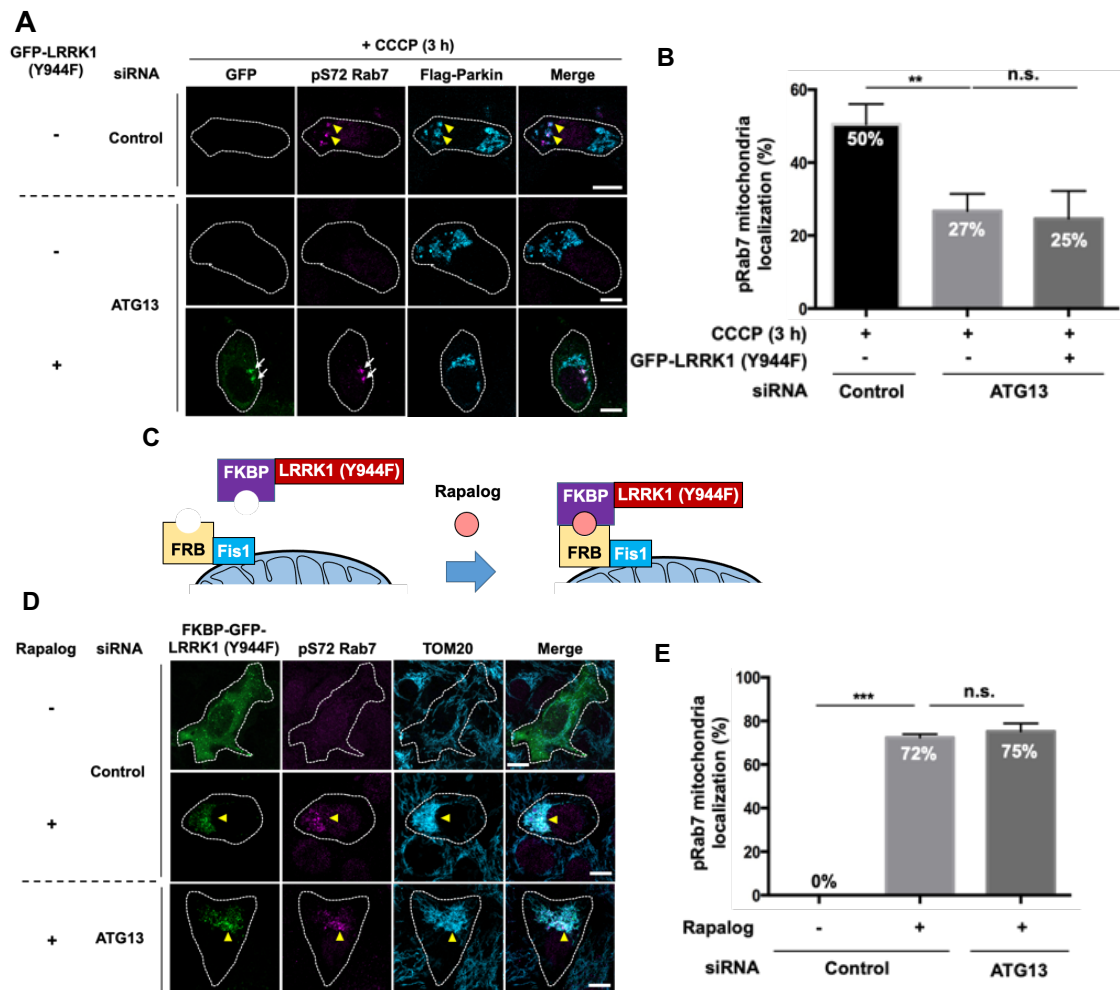 A
GFP-LRRK1
(Y944F)
siRNA
+ CCCP (3 h)
GFP
pS72 Rab7
Flag-Parkin
Merge
-
Control
-
ATG13
+
B
pRab7 mitochondria
localization (%)
60
40
20
0
**
n.s.
50%
27%
25%
CCCP (3 h)
+
+
+
GFP-LRRK1 (Y944F)
-
-
+
siRNA
Control
ATG13
C
FKBP
LRRK1 (Y944F)
FRB
Fis1
Rapalog
FKBP
LRRK1 (Y944F)
FRB
Fis1
D
Rapalog
siRNA
FKBP-GFP-
LRRK1 (Y944F)
pS72 Rab7
TOM20
Merge
-
Control
+
+
ATG13
E
pRab7 mitochondria
localization (%)
100
80
60
40
20
0
***
n.s.
0%
72%
75%
Rapalog
-
+
+
siRNA
Control
ATG13